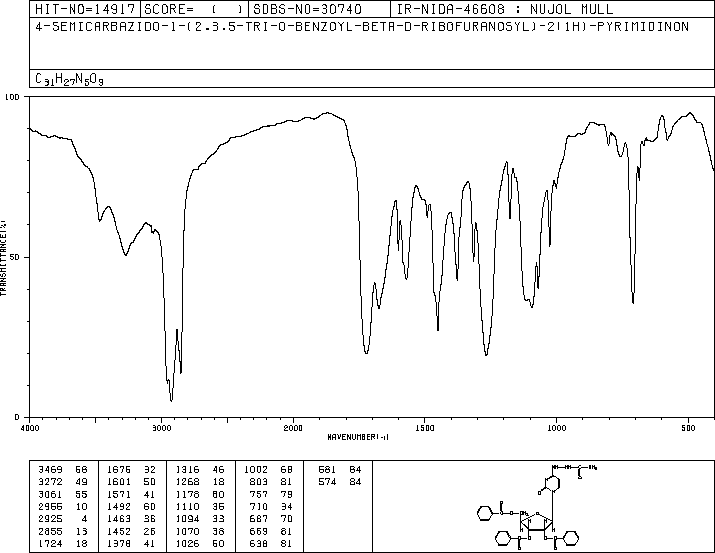 HIT-NO=14917 SCORE= ( ) SDBS-NO=30740 IR-NIDA-46608 : NUJOL MULL
4-SEMICARBAZIDO-1-(2,3,5-TRI-O-BENZOYL-BETA-D-RIBOFURANOSYL)-2(1H)-PYRIMIDINON
C31H27N5O9
100
50
0
TRANSMITTANCE(%)
4000 3000 2000 1500 1000 500
WAVENUMBER(-1)
3469 68 1676 32 1316 46 1002 68 681 84
3272 49 1601 50 1268 18 803 81 574 84
3061 55 1571 41 1178 80 757 79
2955 10 1492 60 1110 35 710 34
2925 4 1463 36 1094 33 687 70
2855 13 1452 26 1070 38 669 81
1724 18 1378 41 1026 60 638 81